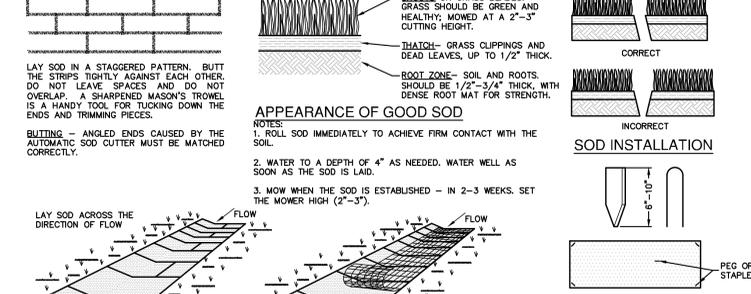 GRASS SHOULD BE GREEN AND
HEALTHY; MOWED AT A 2"-3"
CUTTING HEIGHT.
THATCH- GRASS CLIPPINGS AND
DEAD LEAVES, UP TO 1/2" THICK.
ROOT ZONE- SOIL AND ROOTS.
SHOULD BE 1/2"-3/4" THICK, WITH
DENSE ROOT MAT FOR STRENGTH.
LAY SOD IN A STAGGERED PATTERN. BUTT
THE STRIPS TIGHTLY AGAINST EACH OTHER.
DO NOT LEAVE SPACES AND DO NOT
OVERLAP. A SHARPENED MASON'S TROWEL
IS A HANDY TOOL FOR TUCKING DOWN THE
ENDS AND TRIMMING PIECES.
BUTTING - ANGLED ENDS CAUSED BY THE
AUTOMATIC SOD CUTTER MUST BE MATCHED
CORRECTLY.
APPEARANCE OF GOOD SOD
NOTES:
1. ROLL SOD IMMEDIATELY TO ACHIEVE FIRM CONTACT WITH THE
SOIL.
2. WATER TO A DEPTH OF 4" AS NEEDED. WATER WELL AS
SOON AS THE SOD IS LAID.
3. MOW WHEN THE SOD IS ESTABLISHED - IN 2-3 WEEKS. SET
THE MOWER HIGH (2"-3").
CORRECT
INCORRECT
SOD INSTALLATION
6"-10"
LAY SOD ACROSS THE
DIRECTION OF FLOW
FLOW
FLOW
PEG OR
STAPLE